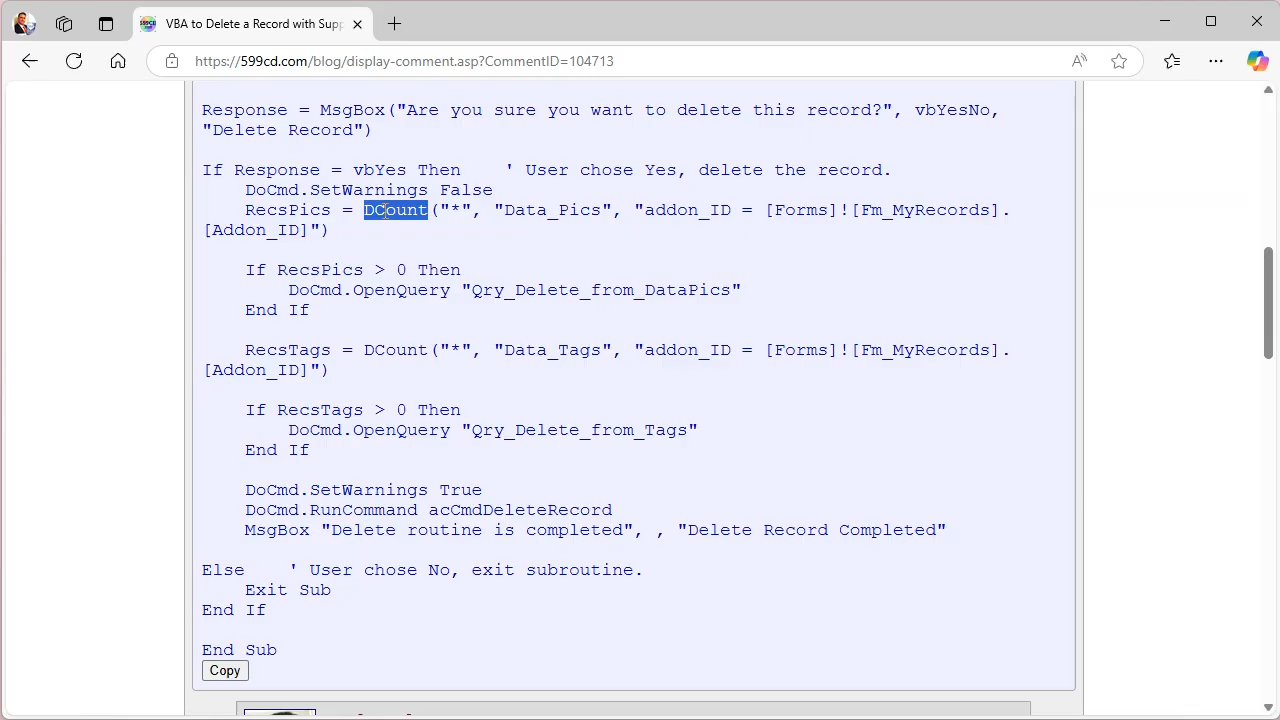 VBA to Delete a Record with Supp
https://599cd.com/blog/display-comment.asp?CommentID=104713
Response = MsgBox("Are you sure you want to delete this record?", vbYesNo,
"Delete Record")
If Response = vbYes Then    ' User chose Yes, delete the record.
    DoCmd.SetWarnings False
    RecsPics = DCount("*", "Data_Pics", "addon_ID = [Forms]![Fm_MyRecords].
[Addon_ID]")
    If RecsPics > 0 Then
        DoCmd.OpenQuery "Qry_Delete_from_DataPics"
    End If
    RecsTags = DCount("*", "Data_Tags", "addon_ID = [Forms]![Fm_MyRecords].
[Addon_ID]")
    If RecsTags > 0 Then
        DoCmd.OpenQuery "Qry_Delete_from_Tags"
    End If
    DoCmd.SetWarnings True
    DoCmd.RunCommand acCmdDeleteRecord
    MsgBox "Delete routine is completed", , "Delete Record Completed"
Else    ' User chose No, exit subroutine.
    Exit Sub
End If
End Sub
Copy